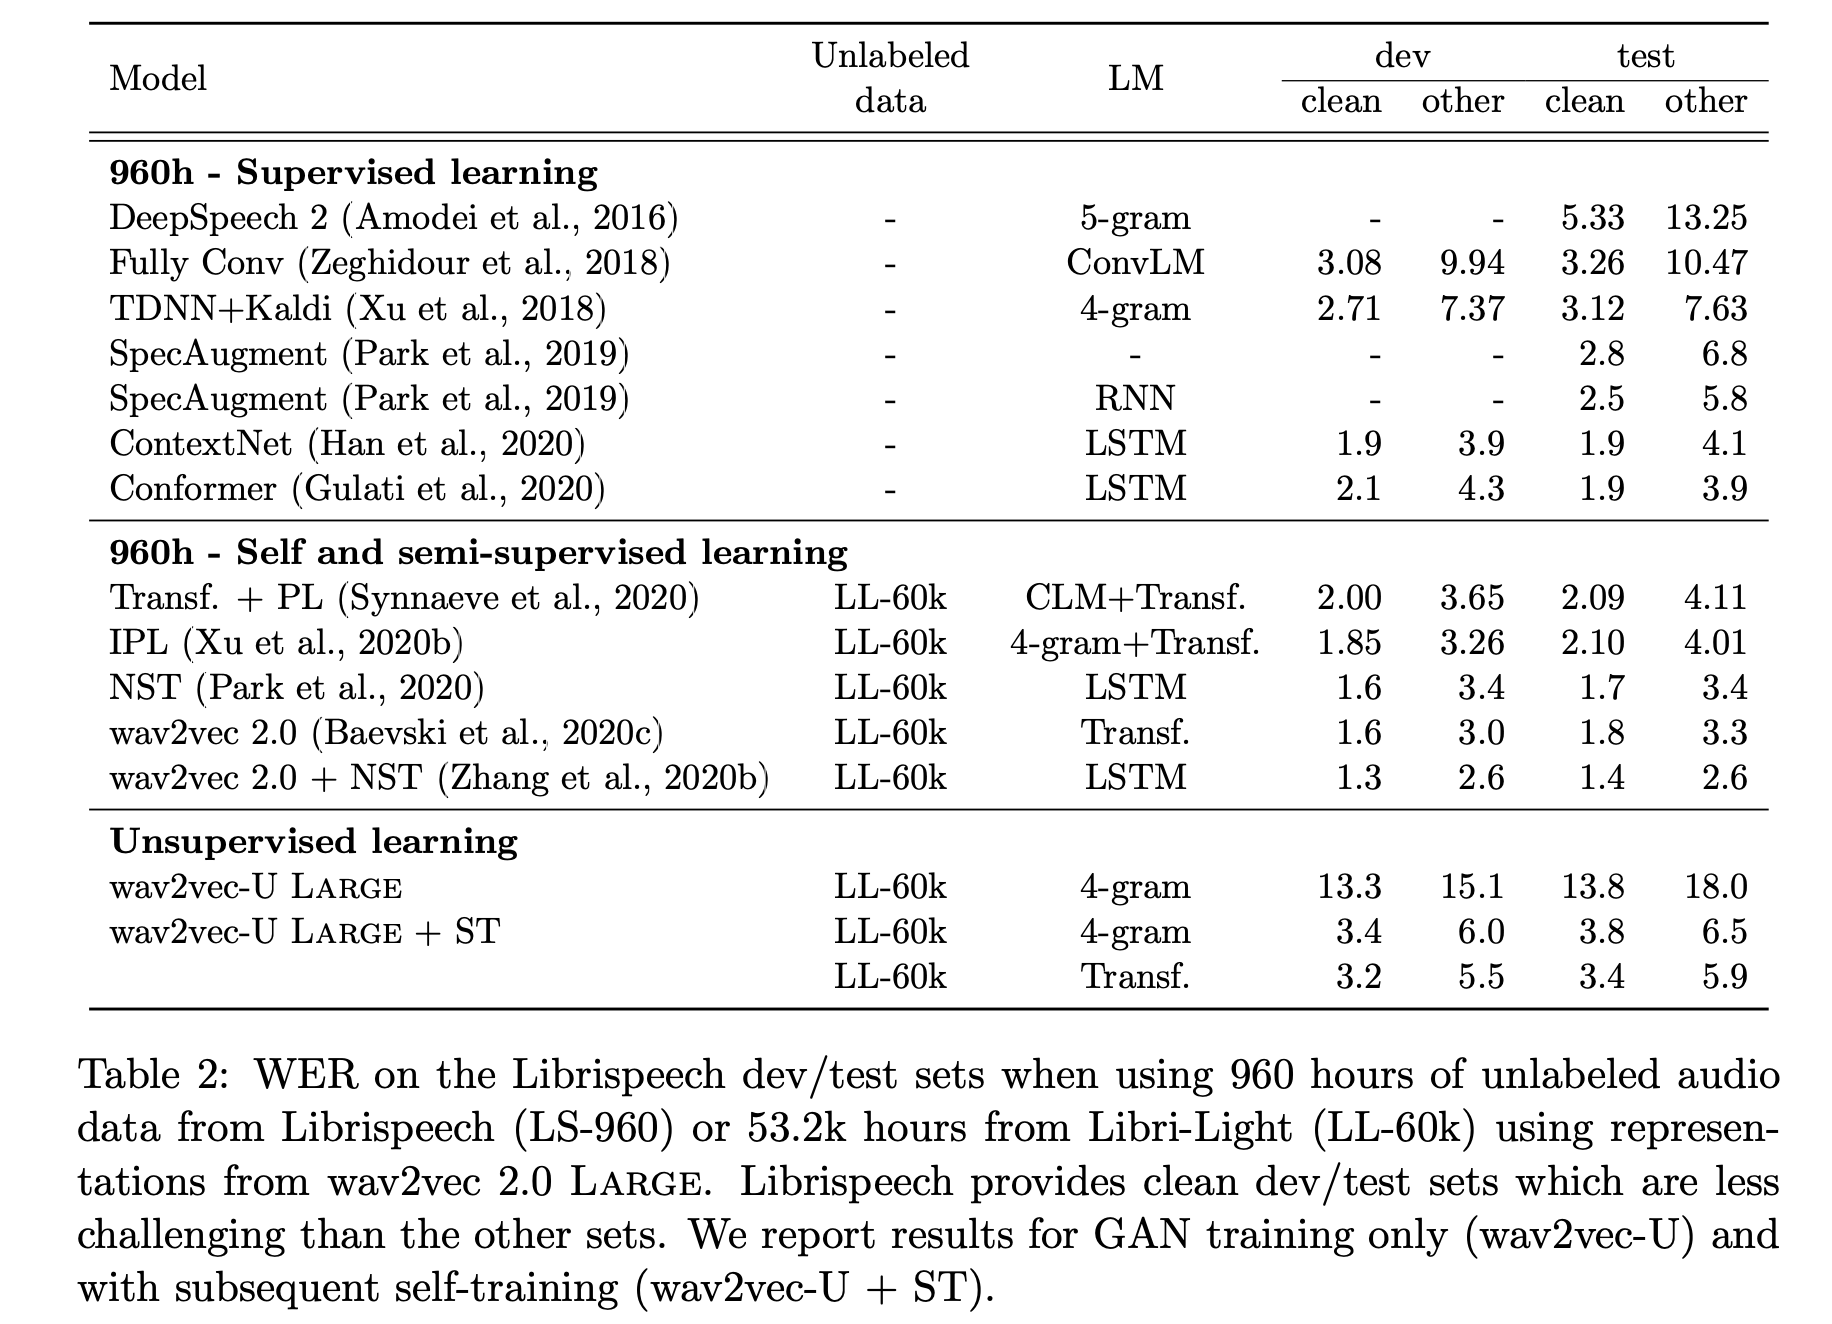 Model Unlabeled data LM dev test
clean other clean other
960h - Supervised learning
DeepSpeech 2 (Amodei et al., 2016) - 5-gram - - 5.33 13.25
Fully Conv (Zeghidour et al., 2018) - ConvLM 3.08 9.94 3.26 10.47
TDNN+Kaldi (Xu et al., 2018) - 4-gram 2.71 7.37 3.12 7.63
SpecAugment (Park et al., 2019) - - - - 2.8 6.8
SpecAugment (Park et al., 2019) - RNN - - 2.5 5.8
ContextNet (Han et al., 2020) - LSTM 1.9 3.9 1.9 4.1
Conformer (Gulati et al., 2020) - LSTM 2.1 4.3 1.9 3.9
960h - Self and semi-supervised learning
Transf. + PL (Synnaeve et al., 2020) LL-60k CLM+Transf. 2.00 3.65 2.09 4.11
IPL (Xu et al., 2020b) LL-60k 4-gram+Transf. 1.85 3.26 2.10 4.01
NST (Park et al., 2020) LL-60k LSTM 1.6 3.4 1.7 3.4
wav2vec 2.0 (Baevski et al., 2020c) LL-60k Transf. 1.6 3.0 1.8 3.3
wav2vec 2.0 + NST (Zhang et al., 2020b) LL-60k LSTM 1.3 2.6 1.4 2.6
Unsupervised learning
wav2vec-U LARGE LL-60k 4-gram 13.3 15.1 13.8 18.0
wav2vec-U LARGE + ST LL-60k 4-gram 3.4 6.0 3.8 6.5
LL-60k Transf. 3.2 5.5 3.4 5.9
Table 2: WER on the Librispeech dev/test sets when using 960 hours of unlabeled audio
data from Librispeech (LS-960) or 53.2k hours from Libri-Light (LL-60k) using represen-
tations from wav2vec 2.0 LARGE. Librispeech provides clean dev/test sets which are less
challenging than the other sets. We report results for GAN training only (wav2vec-U) and
with subsequent self-training (wav2vec-U + ST).